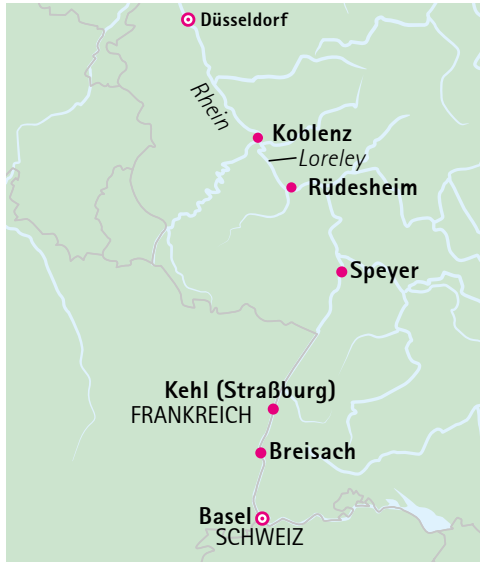 Düsseldorf
Rhein
Koblenz
Loreley
Rüdesheim
Speyer
Kehl (Straßburg)
FRANKREICH
Breisach
Basel
SCHWEIZ